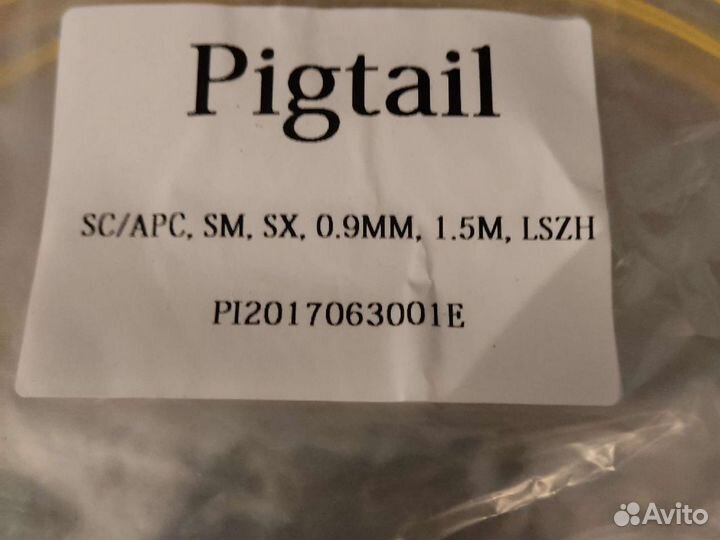 Pigtail
SC/APC, SM, SX, 0.9MM, 1.5M, LSZH
PI2017063001E
Avito